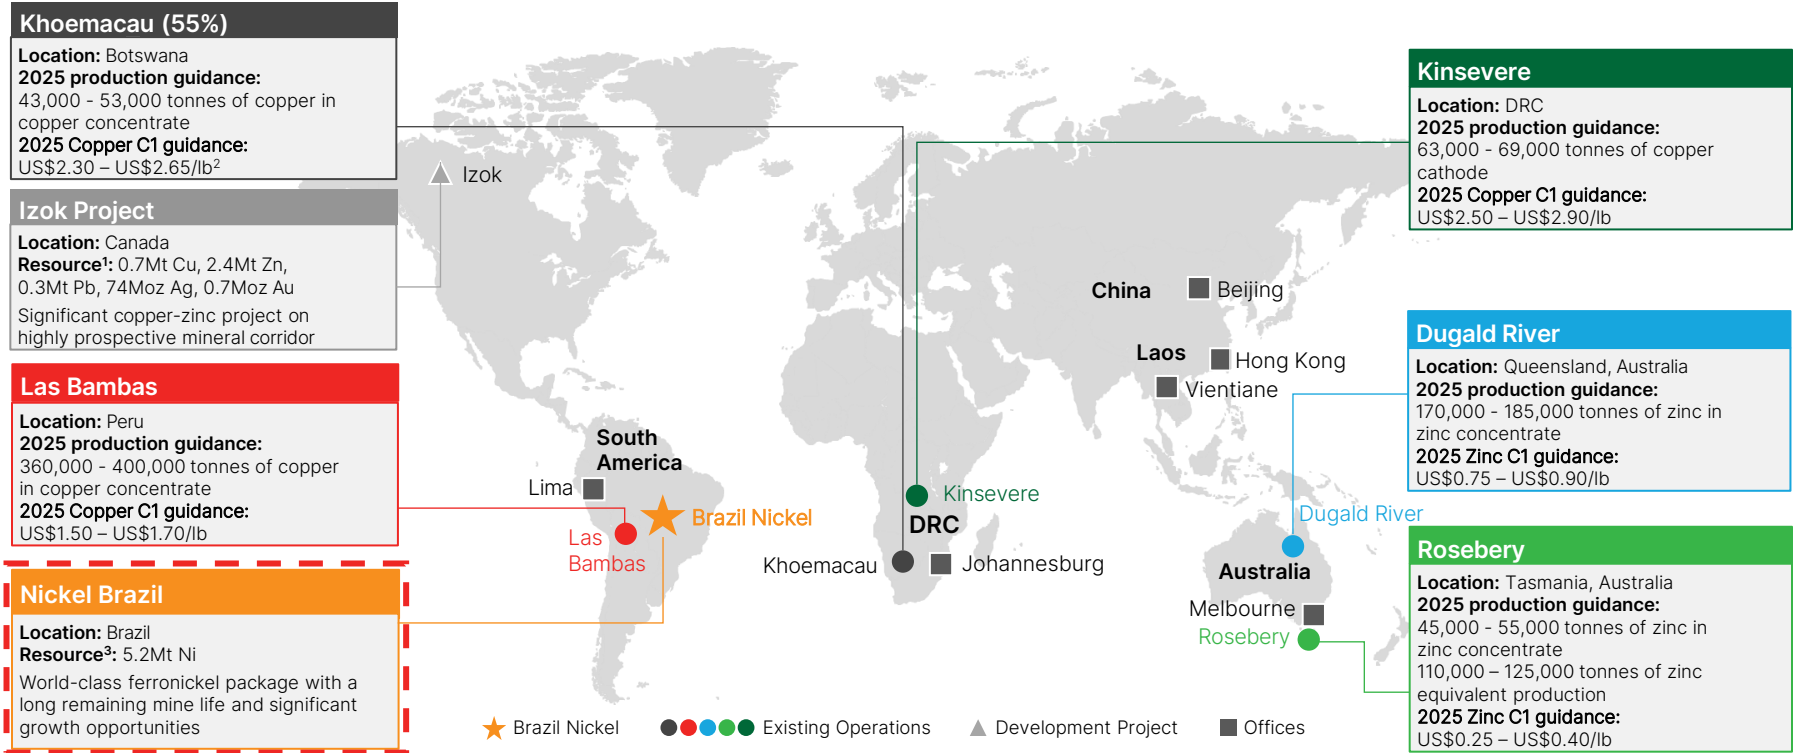 Khoemacau (55%)
Location: Botswana
2025 production guidance:
43,000 - 53,000 tonnes of copper in
copper concentrate
2025 Copper C1 guidance:
US$2.30 – US$2.65/lb²
Izok Project
Location: Canada
Resource¹: 0.7Mt Cu, 2.4Mt Zn,
0.3Mt Pb, 74Moz Ag, 0.7Moz Au
Significant copper-zinc project on
highly prospective mineral corridor
Las Bambas
Location: Peru
2025 production guidance:
360,000 - 400,000 tonnes of copper
in copper concentrate
2025 Copper C1 guidance:
US$1.50 – US$1.70/lb
Nickel Brazil
Location: Brazil
Resource³: 5.2Mt Ni
World-class ferronickel package with a
long remaining mine life and significant
growth opportunities
Izok
South
America
Lima
Brazil Nickel
Las
Bambas
Kinsevere
DRC
Khoemacau
Johannesburg
China
Beijing
Laos
Hong Kong
Vientiane
Dugald River
Australia
Melbourne
Rosebery
Kinsevere
Location: DRC
2025 production guidance:
63,000 - 69,000 tonnes of copper
cathode
2025 Copper C1 guidance:
US$2.50 – US$2.90/lb
Dugald River
Location: Queensland, Australia
2025 production guidance:
170,000 - 185,000 tonnes of zinc in
zinc concentrate
2025 Zinc C1 guidance:
US$0.75 – US$0.90/lb
Rosebery
Location: Tasmania, Australia
2025 production guidance:
45,000 - 55,000 tonnes of zinc in
zinc concentrate
110,000 – 125,000 tonnes of zinc
equivalent production
2025 Zinc C1 guidance:
US$0.25 – US$0.40/lb
Brazil Nickel
Existing Operations
Development Project
Offices